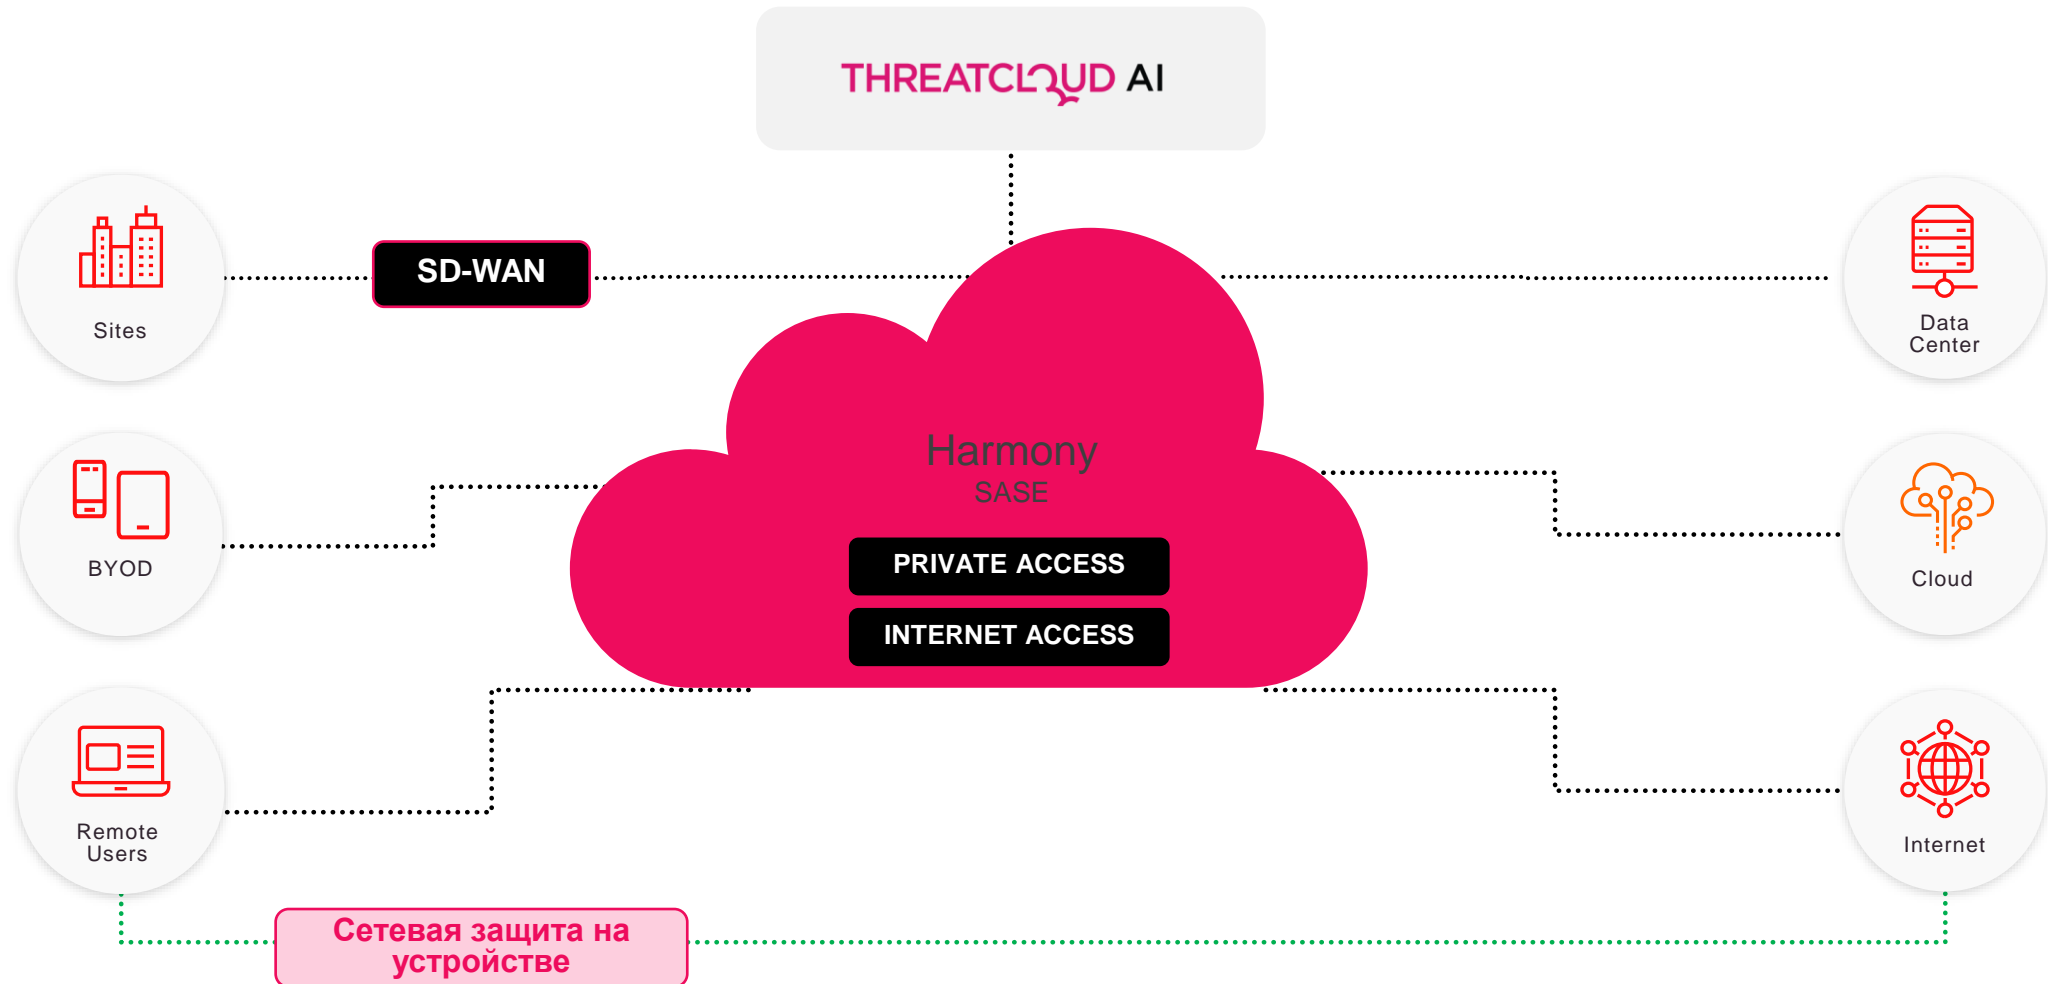 THREATCLOUD AI
SD-WAN
Sites
Data
Center
Harmony
SASE
BYOD
PRIVATE ACCESS
Cloud
INTERNET ACCESS
Remote
Users
Internet
Сетевая защита на
устройстве